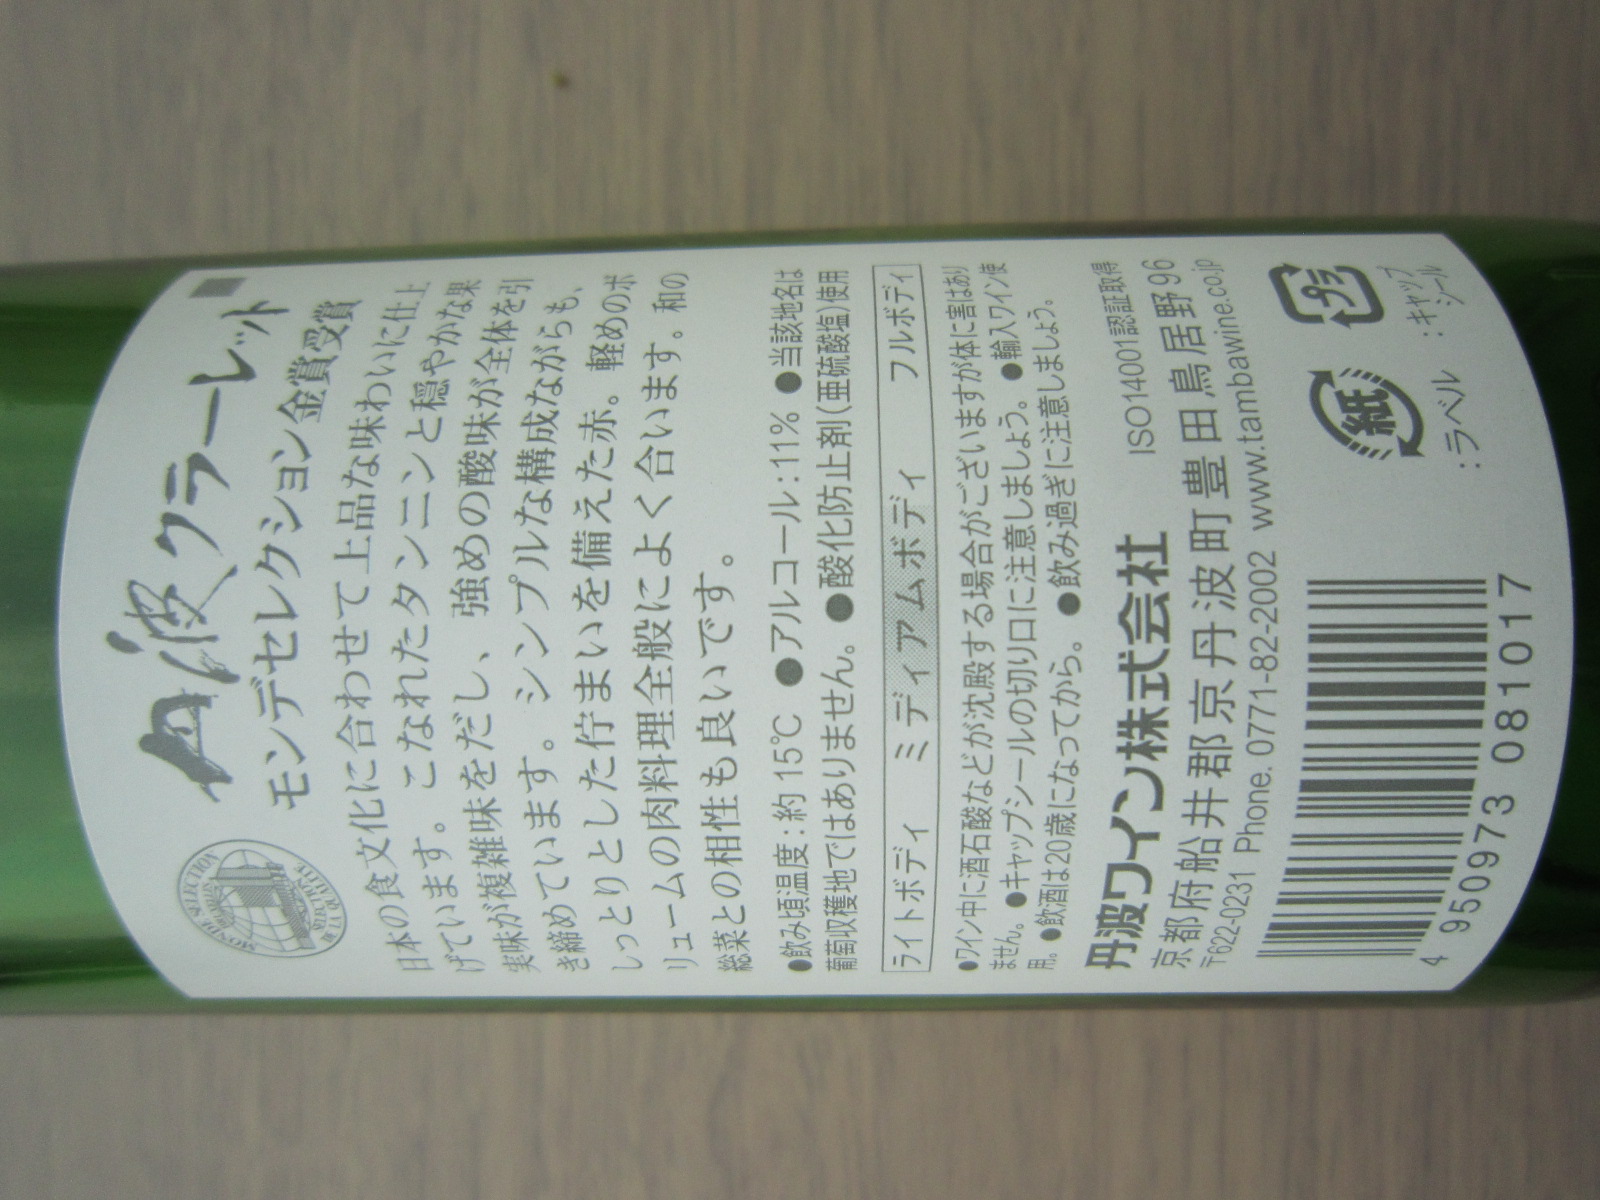 丹波クラーレット
モンデセレクション金賞受賞
MONDE SELECTION
BRUXELLES
日本の食文化に合わせて上品な味わいに仕上
げています。こなれたタンニンと穏やかな果
実味が複雑味をだし、強めの酸味が全体を引
き締めています。シンプルな構成ながらも、
しっとりとした佇まいを備えた赤。軽めのボ
リュームの肉料理全般によく合います。和の
総菜との相性も良いです。
●飲み頃温度:約15℃ ●アルコール:11% ●当該地名は
葡萄収穫地ではありません。●酸化防止剤(亜硫酸塩)使用
ライトボディ ミディアムボディ フルボディ
●ワイン中に酒石酸などが沈殿する場合がございますが体に害はあり
ません。●キャップシールの切り口に注意しましょう。●輸入ワイン使
用。●飲酒は20歳になってから。●飲み過ぎに注意しましょう。
丹波ワイン株式会社 ISO14001認証取得
京都府船井郡京丹波町豊田鳥居野96
〒622-0231 Phone. 0771-82-2002 www.tambawine.co.jp
4 950973 081017
紙
:ラベル
プラ
:キャップ
シール